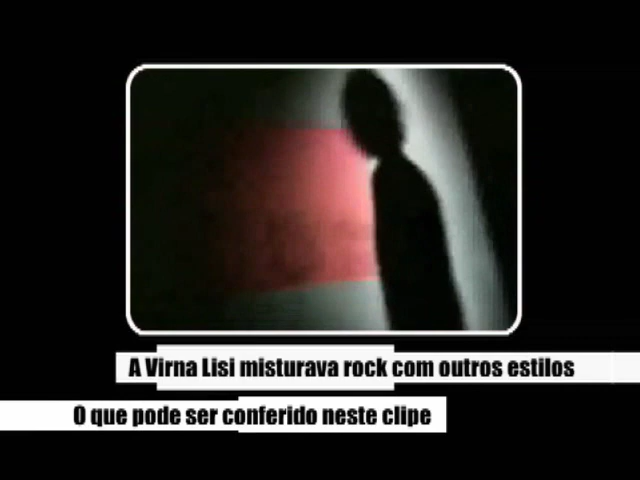 A Virna Lisi misturava rock com outros estilos
O que pode ser conferido neste clipe